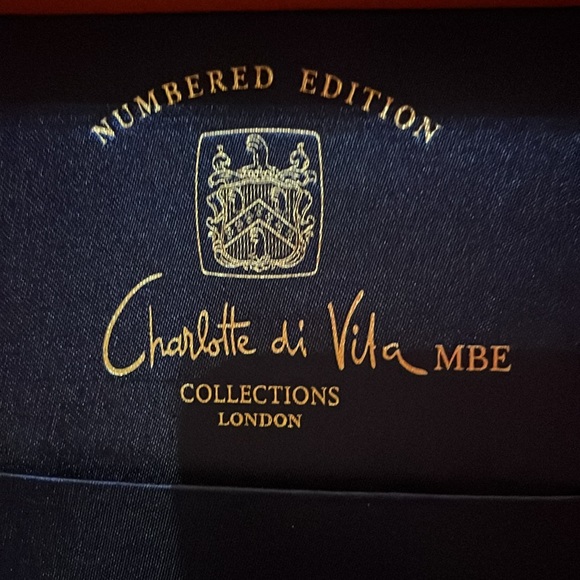 NUMBERED EDITION
Charlotte di Vita MBE
COLLECTIONS
LONDON